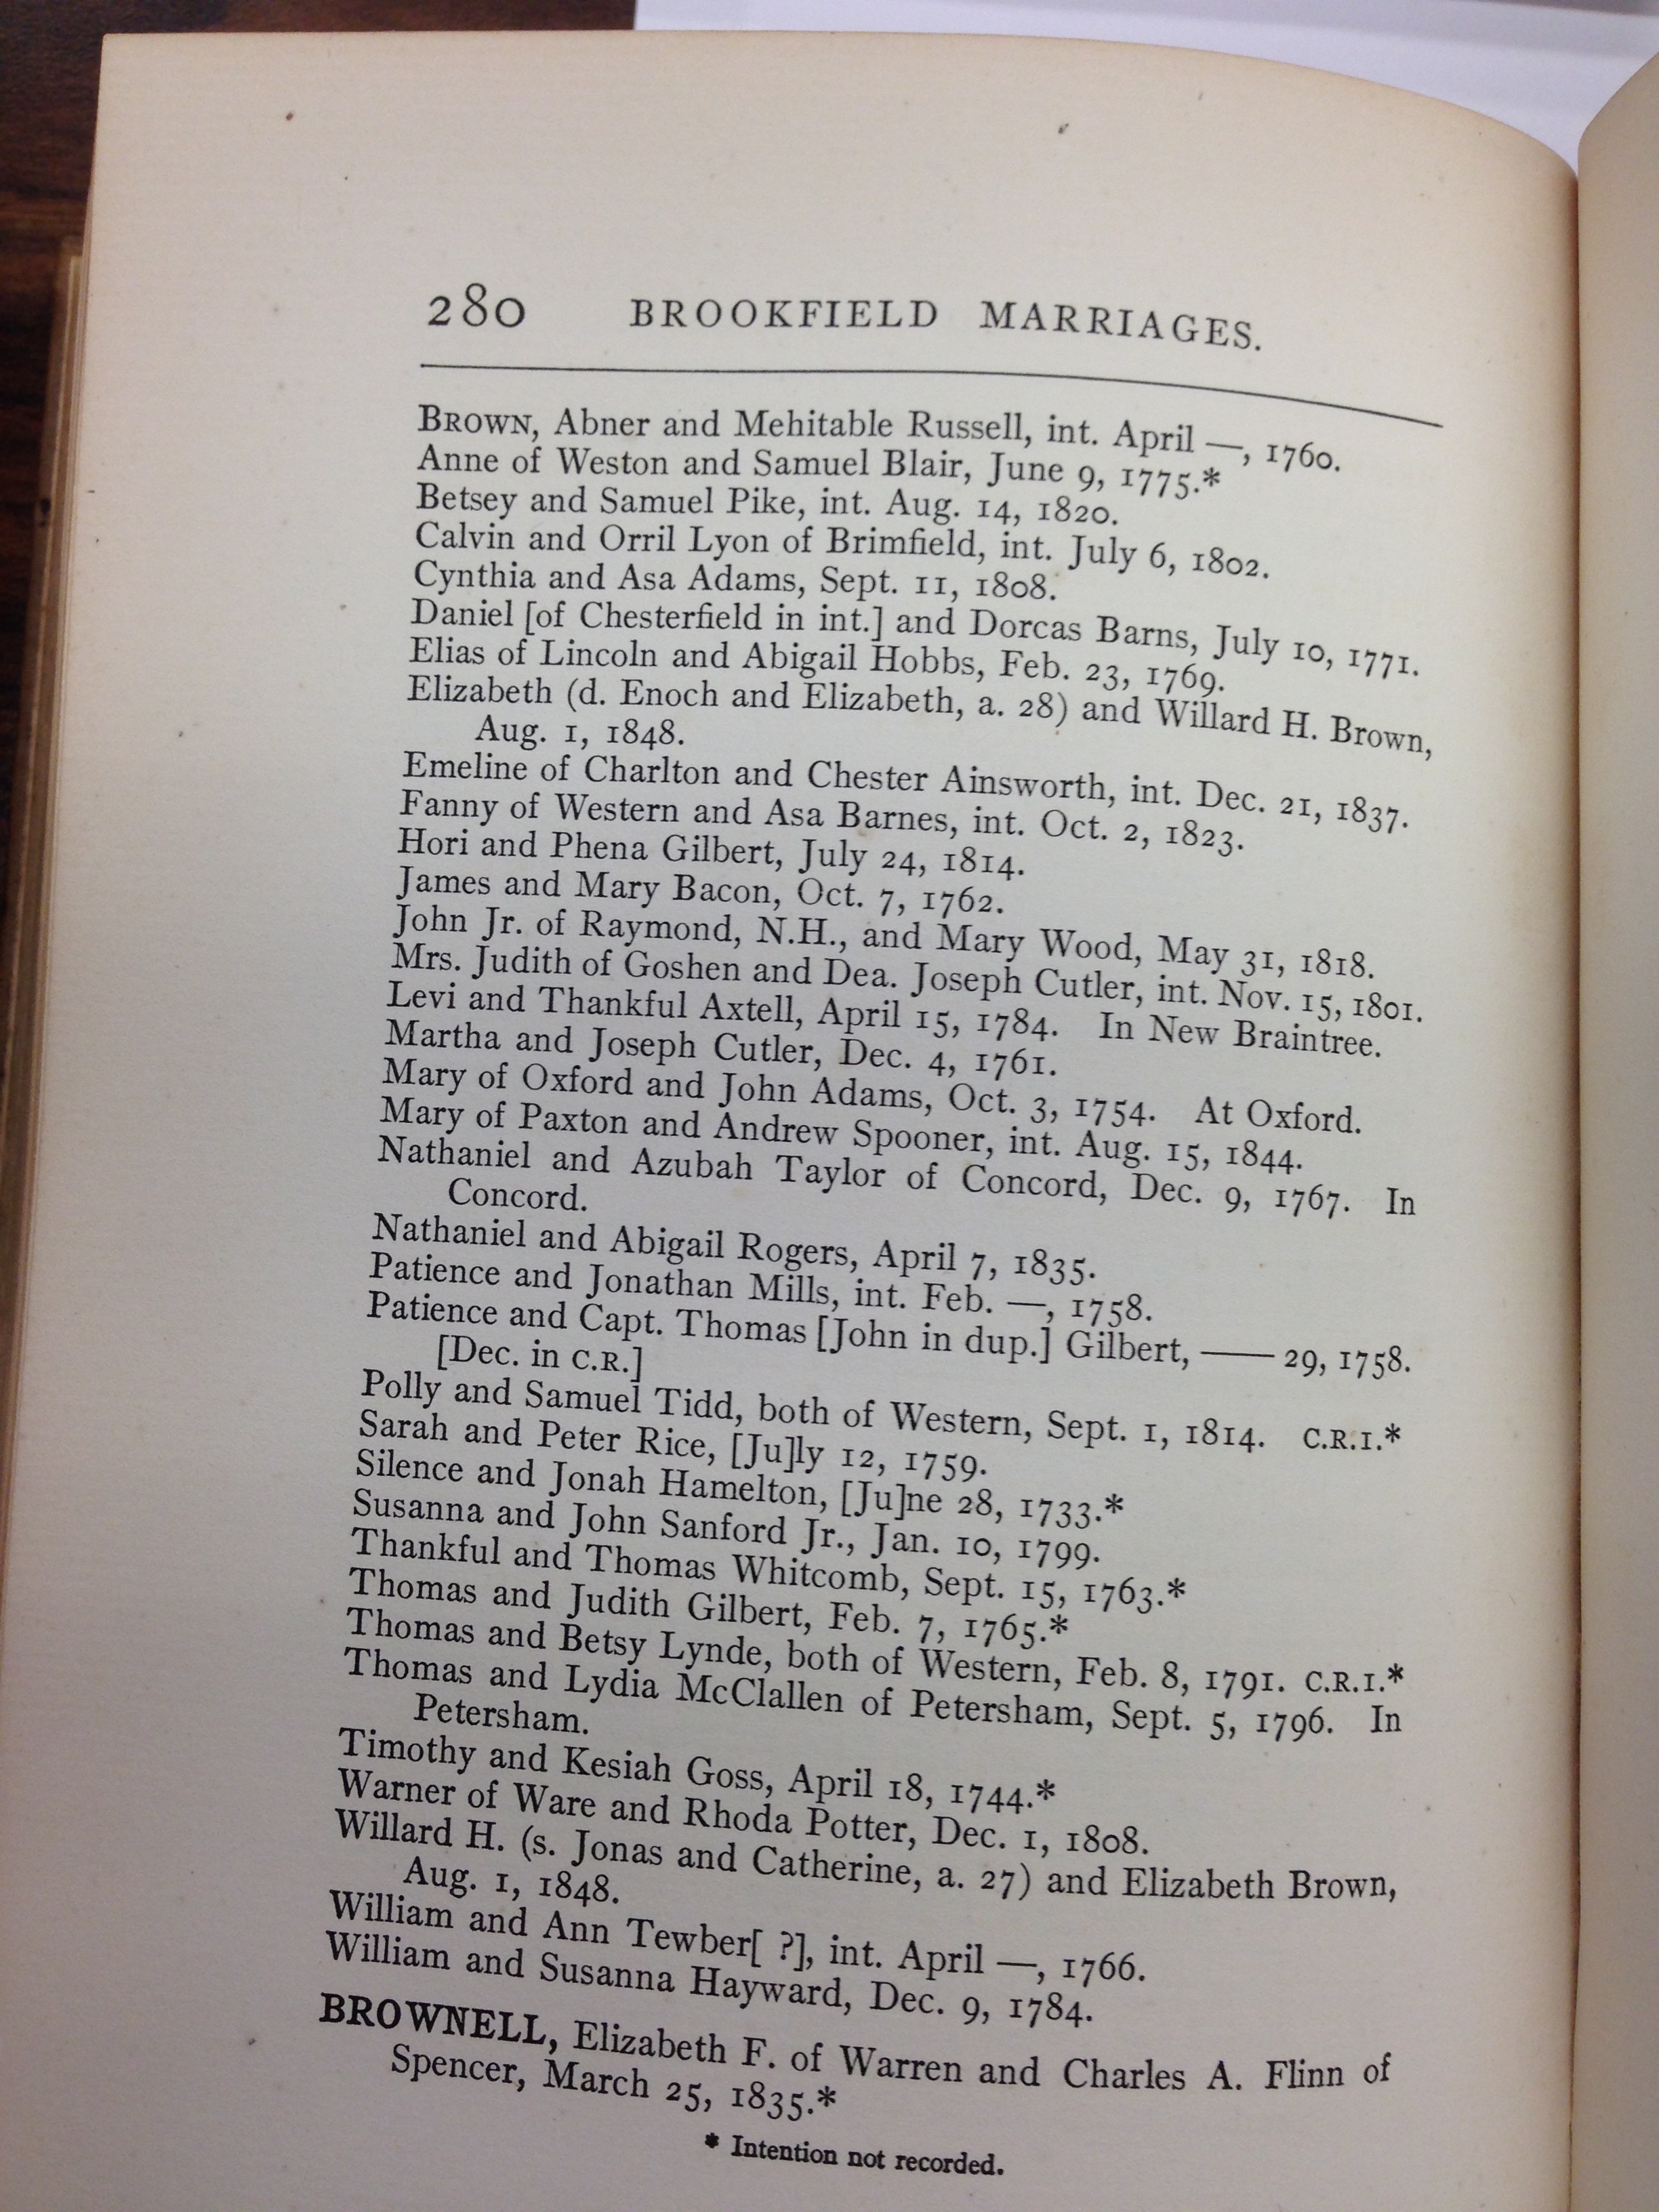 280 BROOKFIELD MARRIAGES.
BROWN, Abner and Mehitable Russell, int. April —, 1760.
Anne of Weston and Samuel Blair, June 9, 1775.*
Betsey and Samuel Pike, int. Aug. 14, 1820.
Calvin and Orril Lyon of Brimfield, int. July 6, 1802.
Cynthia and Asa Adams, Sept. 11, 1808.
Daniel [of Chesterfield in int.] and Dorcas Barns, July 10, 1771.
Elias of Lincoln and Abigail Hobbs, Feb. 23, 1769.
Elizabeth (d. Enoch and Elizabeth, a. 28) and Willard H. Brown,
Aug. 1, 1848.
Emeline of Charlton and Chester Ainsworth, int. Dec. 21, 1837.
Fanny of Western and Asa Barnes, int. Oct. 2, 1823.
Hori and Phena Gilbert, July 24, 1814.
James and Mary Bacon, Oct. 7, 1762.
John Jr. of Raymond, N.H., and Mary Wood, May 31, 1818.
Mrs. Judith of Goshen and Dea. Joseph Cutler, int. Nov. 15, 1801.
Levi and Thankful Axtell, April 15, 1784. In New Braintree.
Martha and Joseph Cutler, Dec. 4, 1761.
Mary of Oxford and John Adams, Oct. 3, 1754. At Oxford.
Mary of Paxton and Andrew Spooner, int. Aug. 15, 1844.
Nathaniel and Azubah Taylor of Concord, Dec. 9, 1767. In
Concord.
Nathaniel and Abigail Rogers, April 7, 1835.
Patience and Jonathan Mills, int. Feb. —, 1758.
Patience and Capt. Thomas [John in dup.] Gilbert, —— 29, 1758.
[Dec. in C.R.]
Polly and Samuel Tidd, both of Western, Sept. 1, 1814. C.R.I.*
Sarah and Peter Rice, [Ju]ly 12, 1759.
Silence and Jonah Hamelton, [Ju]ne 28, 1733.*
Susanna and John Sanford Jr., Jan. 10, 1799.
Thankful and Thomas Whitcomb, Sept. 15, 1763.*
Thomas and Judith Gilbert, Feb. 7, 1765.*
Thomas and Betsy Lynde, both of Western, Feb. 8, 1791. C.R.I.*
Thomas and Lydia McClallen of Petersham, Sept. 5, 1796. In
Petersham.
Timothy and Kesiah Goss, April 18, 1744.*
Warner of Ware and Rhoda Potter, Dec. 1, 1808.
Willard H. (s. Jonas and Catherine, a. 27) and Elizabeth Brown,
Aug. 1, 1848.
William and Ann Tewber[ ?], int. April —, 1766.
William and Susanna Hayward, Dec. 9, 1784.
BROWNELL, Elizabeth F. of Warren and Charles A. Flinn of
Spencer, March 25, 1835.*
* Intention not recorded.